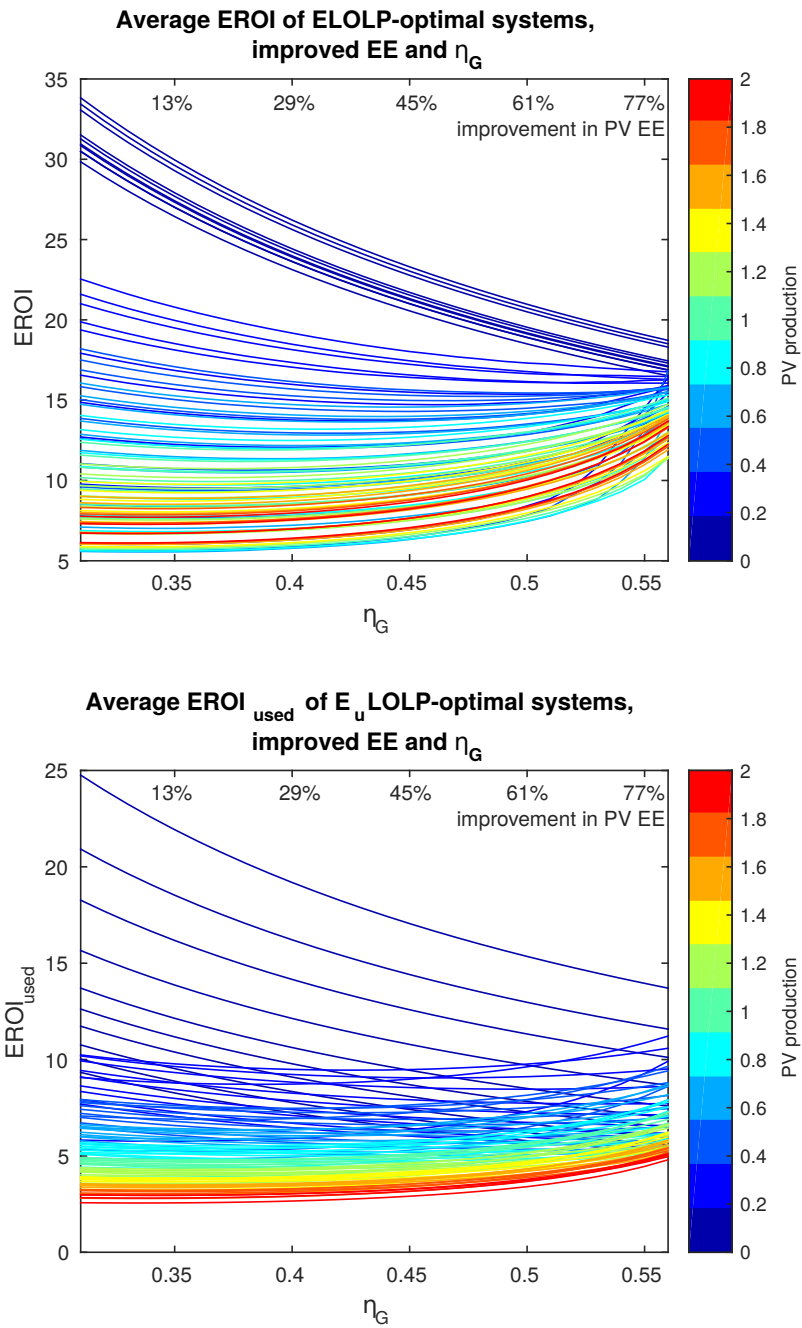 Average EROI of ELOLP-optimal systems,
improved EE and ηG
35
30
25
20
15
10
5
EROI
13% 29% 45% 61% 77%
improvement in PV EE
0.35 0.4 0.45 0.5 0.55
ηG
2
1.8
1.6
1.4
1.2
1
0.8
0.6
0.4
0.2
0
PV production
Average EROI used of EuLOLP-optimal systems,
improved EE and ηG
25
20
15
10
5
0
EROIused
13% 29% 45% 61% 77%
improvement in PV EE
0.35 0.4 0.45 0.5 0.55
ηG
2
1.8
1.6
1.4
1.2
1
0.8
0.6
0.4
0.2
0
PV production